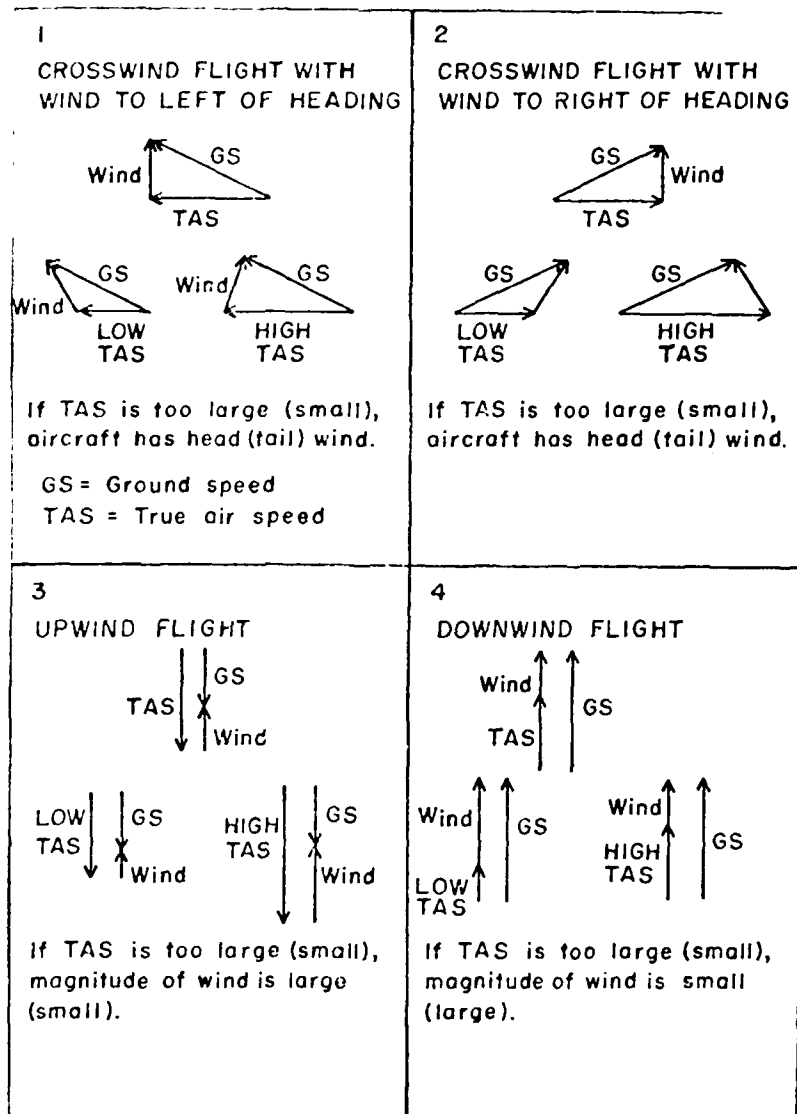 1
CROSSWIND FLIGHT WITH
WIND TO LEFT OF HEADING
GS
Wind
TAS
GS
Wind
LOW
TAS
GS
Wind
HIGH
TAS
If TAS is too large (small),
aircraft has head (tail) wind.
GS = Ground speed
TAS = True air speed
2
CROSSWIND FLIGHT WITH
WIND TO RIGHT OF HEADING
GS
Wind
TAS
GS
LOW
TAS
GS
HIGH
TAS
If TAS is too large (small),
aircraft has head (tail) wind.
3
UPWIND FLIGHT
GS
TAS
Wind
LOW
TAS
GS
Wind
HIGH
TAS
GS
Wind
If TAS is too large (small),
magnitude of wind is large
(small).
4
DOWNWIND FLIGHT
Wind
GS
TAS
Wind
GS
LOW
TAS
Wind
HIGH
TAS
GS
If TAS is too large (small),
magnitude of wind is small
(large).